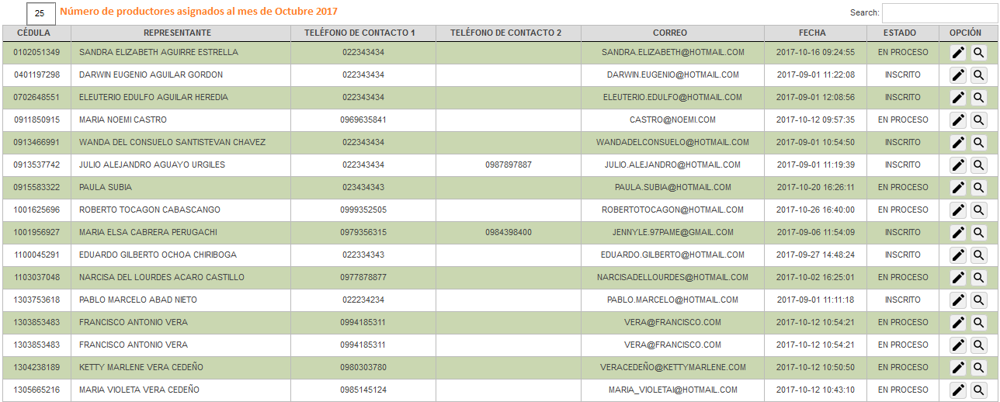 25 Número de productores asignados al mes de Octubre 2017 Search:
CÉDULA REPRESENTANTE TELÉFONO DE CONTACTO 1 TELÉFONO DE CONTACTO 2 CORREO FECHA ESTADO OPCIÓN
0102051349 SANDRA ELIZABETH AGUIRRE ESTRELLA 022343434 SANDRA.ELIZABETH@HOTMAIL.COM 2017-10-16 09:24:55 EN PROCESO
0401197298 DARWIN EUGENIO AGUILAR GORDON 022343434 DARWIN.EUGENIO@HOTMAIL.COM 2017-09-01 11:22:08 INSCRITO
0702648551 ELEUTERIO EDULFO AGUILAR HEREDIA 022343434 ELEUTERIO.EDULFO@HOTMAIL.COM 2017-09-01 12:08:56 INSCRITO
0911850915 MARIA NOEMI CASTRO 0969635841 CASTRO@NOEMI.COM 2017-10-12 09:57:35 EN PROCESO
0913466991 WANDA DEL CONSUELO SANTISTEVAN CHAVEZ 022343434 WANDADELCONSUELO@HOTMAIL.COM 2017-09-01 10:54:50 INSCRITO
0913537742 JULIO ALEJANDRO AGUAYO URGILES 022343434 0987897887 JULIO.ALEJANDRO@HOTMAIL.COM 2017-09-01 11:19:39 INSCRITO
0915583322 PAULA SUBIA 023434343 PAULA.SUBIA@HOTMAIL.COM 2017-10-20 16:26:11 EN PROCESO
1001625696 ROBERTO TOCAGON CABASCANGO 0999352505 ROBERTOTOCAGON@HOTMAIL.COM 2017-10-26 16:40:00 EN PROCESO
1001956927 MARIA ELSA CABRERA PERUGACHI 0979356315 0984398400 JENNYLE.97PAME@GMAIL.COM 2017-09-06 11:54:09 INSCRITO
1100045291 EDUARDO GILBERTO OCHOA CHIRIBOGA 022334343 EDUARDO.GILBERTO@HOTMAIL.COM 2017-09-27 14:48:24 INSCRITO
1103037048 NARCISA DEL LOURDES ACARO CASTILLO 0977878877 NARCISADELLOURDES@HOTMAIL.COM 2017-10-02 16:25:01 EN PROCESO
1303753618 PABLO MARCELO ABAD NIETO 022234234 PABLO.MARCELO@HOTMAIL.COM 2017-09-01 11:11:18 INSCRITO
1303853483 FRANCISCO ANTONIO VERA 0994185311 VERA@FRANCISCO.COM 2017-10-12 10:54:21 EN PROCESO
1303853483 FRANCISCO ANTONIO VERA 0994185311 VERA@FRANCISCO.COM 2017-10-12 10:54:21 EN PROCESO
1304238189 KETTY MARLENE VERA CEDEÑO 0980303780 VERACEDEÑO@KETTYMARLENE.COM 2017-10-12 10:50:50 EN PROCESO
1305665216 MARIA VIOLETA VERA CEDEÑO 0985145124 MARIA_VIOLETAI@HOTMAIL.COM 2017-10-12 10:43:10 EN PROCESO